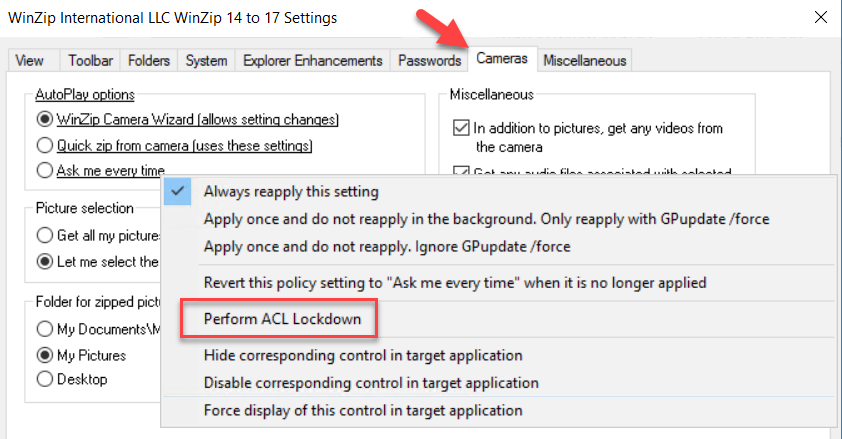 WinZip International LLC WinZip 14 to 17 Settings
View Toolbar Folders System Explorer Enhancements Passwords Cameras Miscellaneous
AutoPlay options
WinZip Camera Wizard (allows setting changes)
Quick zip from camera (uses these settings)
Ask me every time
Miscellaneous
In addition to pictures, get any videos from
the camera
Get any audio files associated with selected
Picture selection
Get all my pictures
Let me select the
Folder for zipped pict
My Documents\M
My Pictures
Desktop
Always reapply this setting
Apply once and do not reapply in the background. Only reapply with GPupdate /force
Apply once and do not reapply. Ignore GPupdate /force
Revert this policy setting to "Ask me every time" when it is no longer applied
Perform ACL Lockdown
Hide corresponding control in target application
Disable corresponding control in target application
Force display of this control in target application